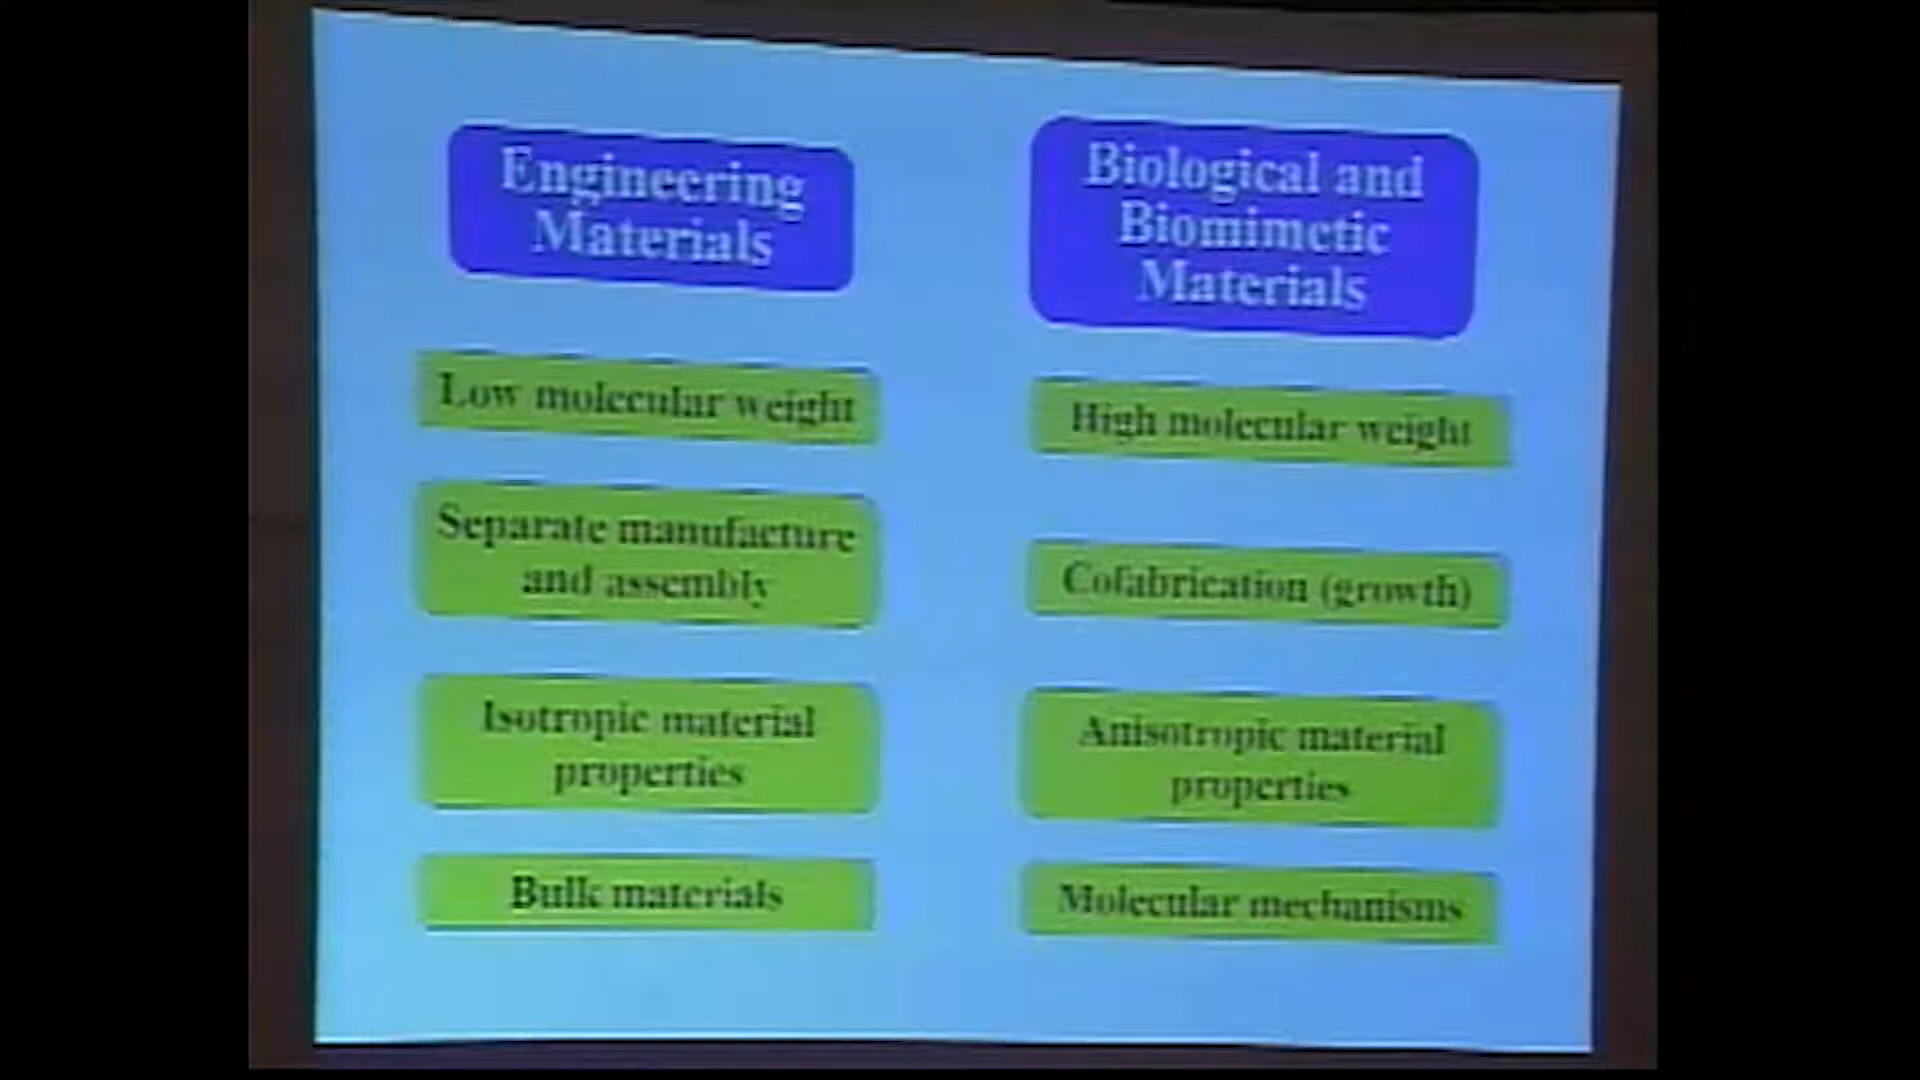 Engineering
Materials
Low molecular weight
Separate manufacture
and assembly
Isotropic material
properties
Bulk materials
Biological and
Biomimetic
Materials
High molecular weight
Cofabrication (growth)
Anisotropic material
properties
Molecular mechanisms